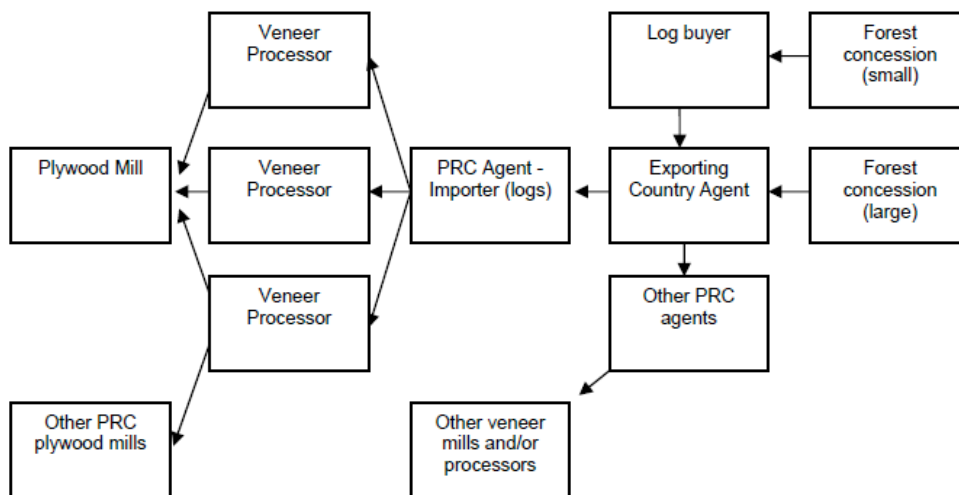 Veneer
Processor
Log buyer
Forest
concession
(small)
Plywood Mill
Veneer
Processor
PRC Agent -
Importer (logs)
Exporting
Country Agent
Forest
concession
(large)
Veneer
Processor
Other PRC
agents
Other PRC
plywood mills
Other veneer
mills and/or
processors